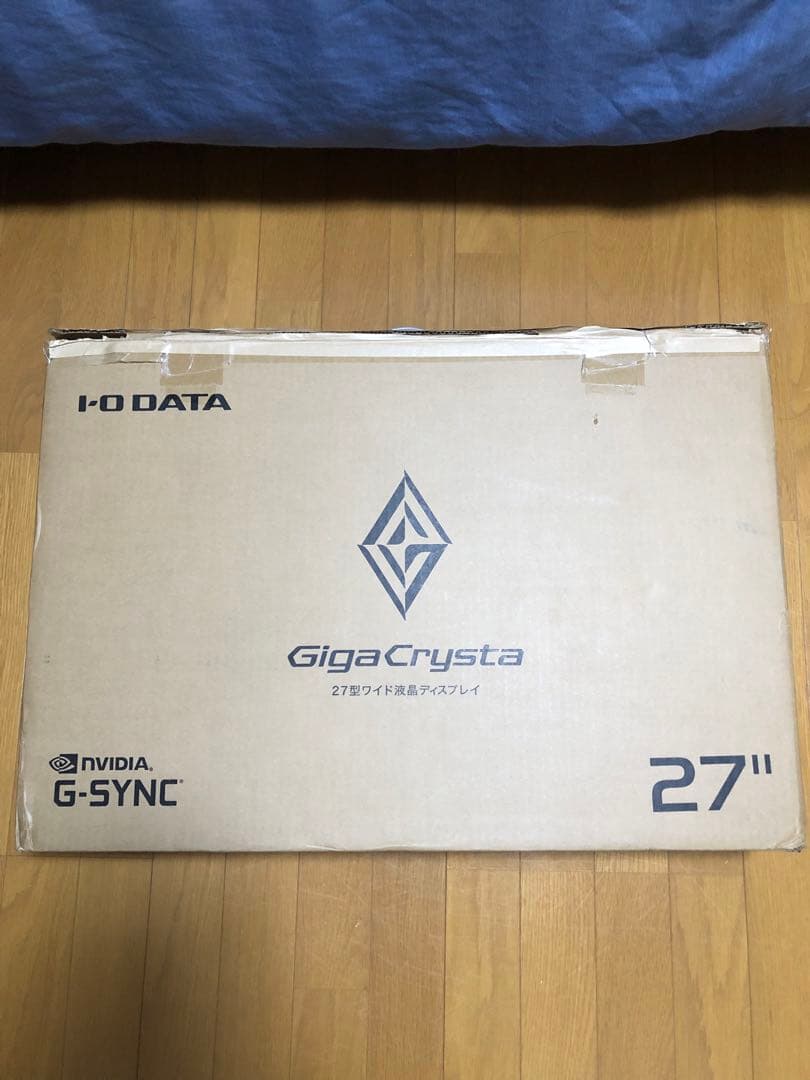 I-O DATA
GigaCrysta
27型ワイド液晶ディスプレイ
NVIDIA.
G-SYNC
27"